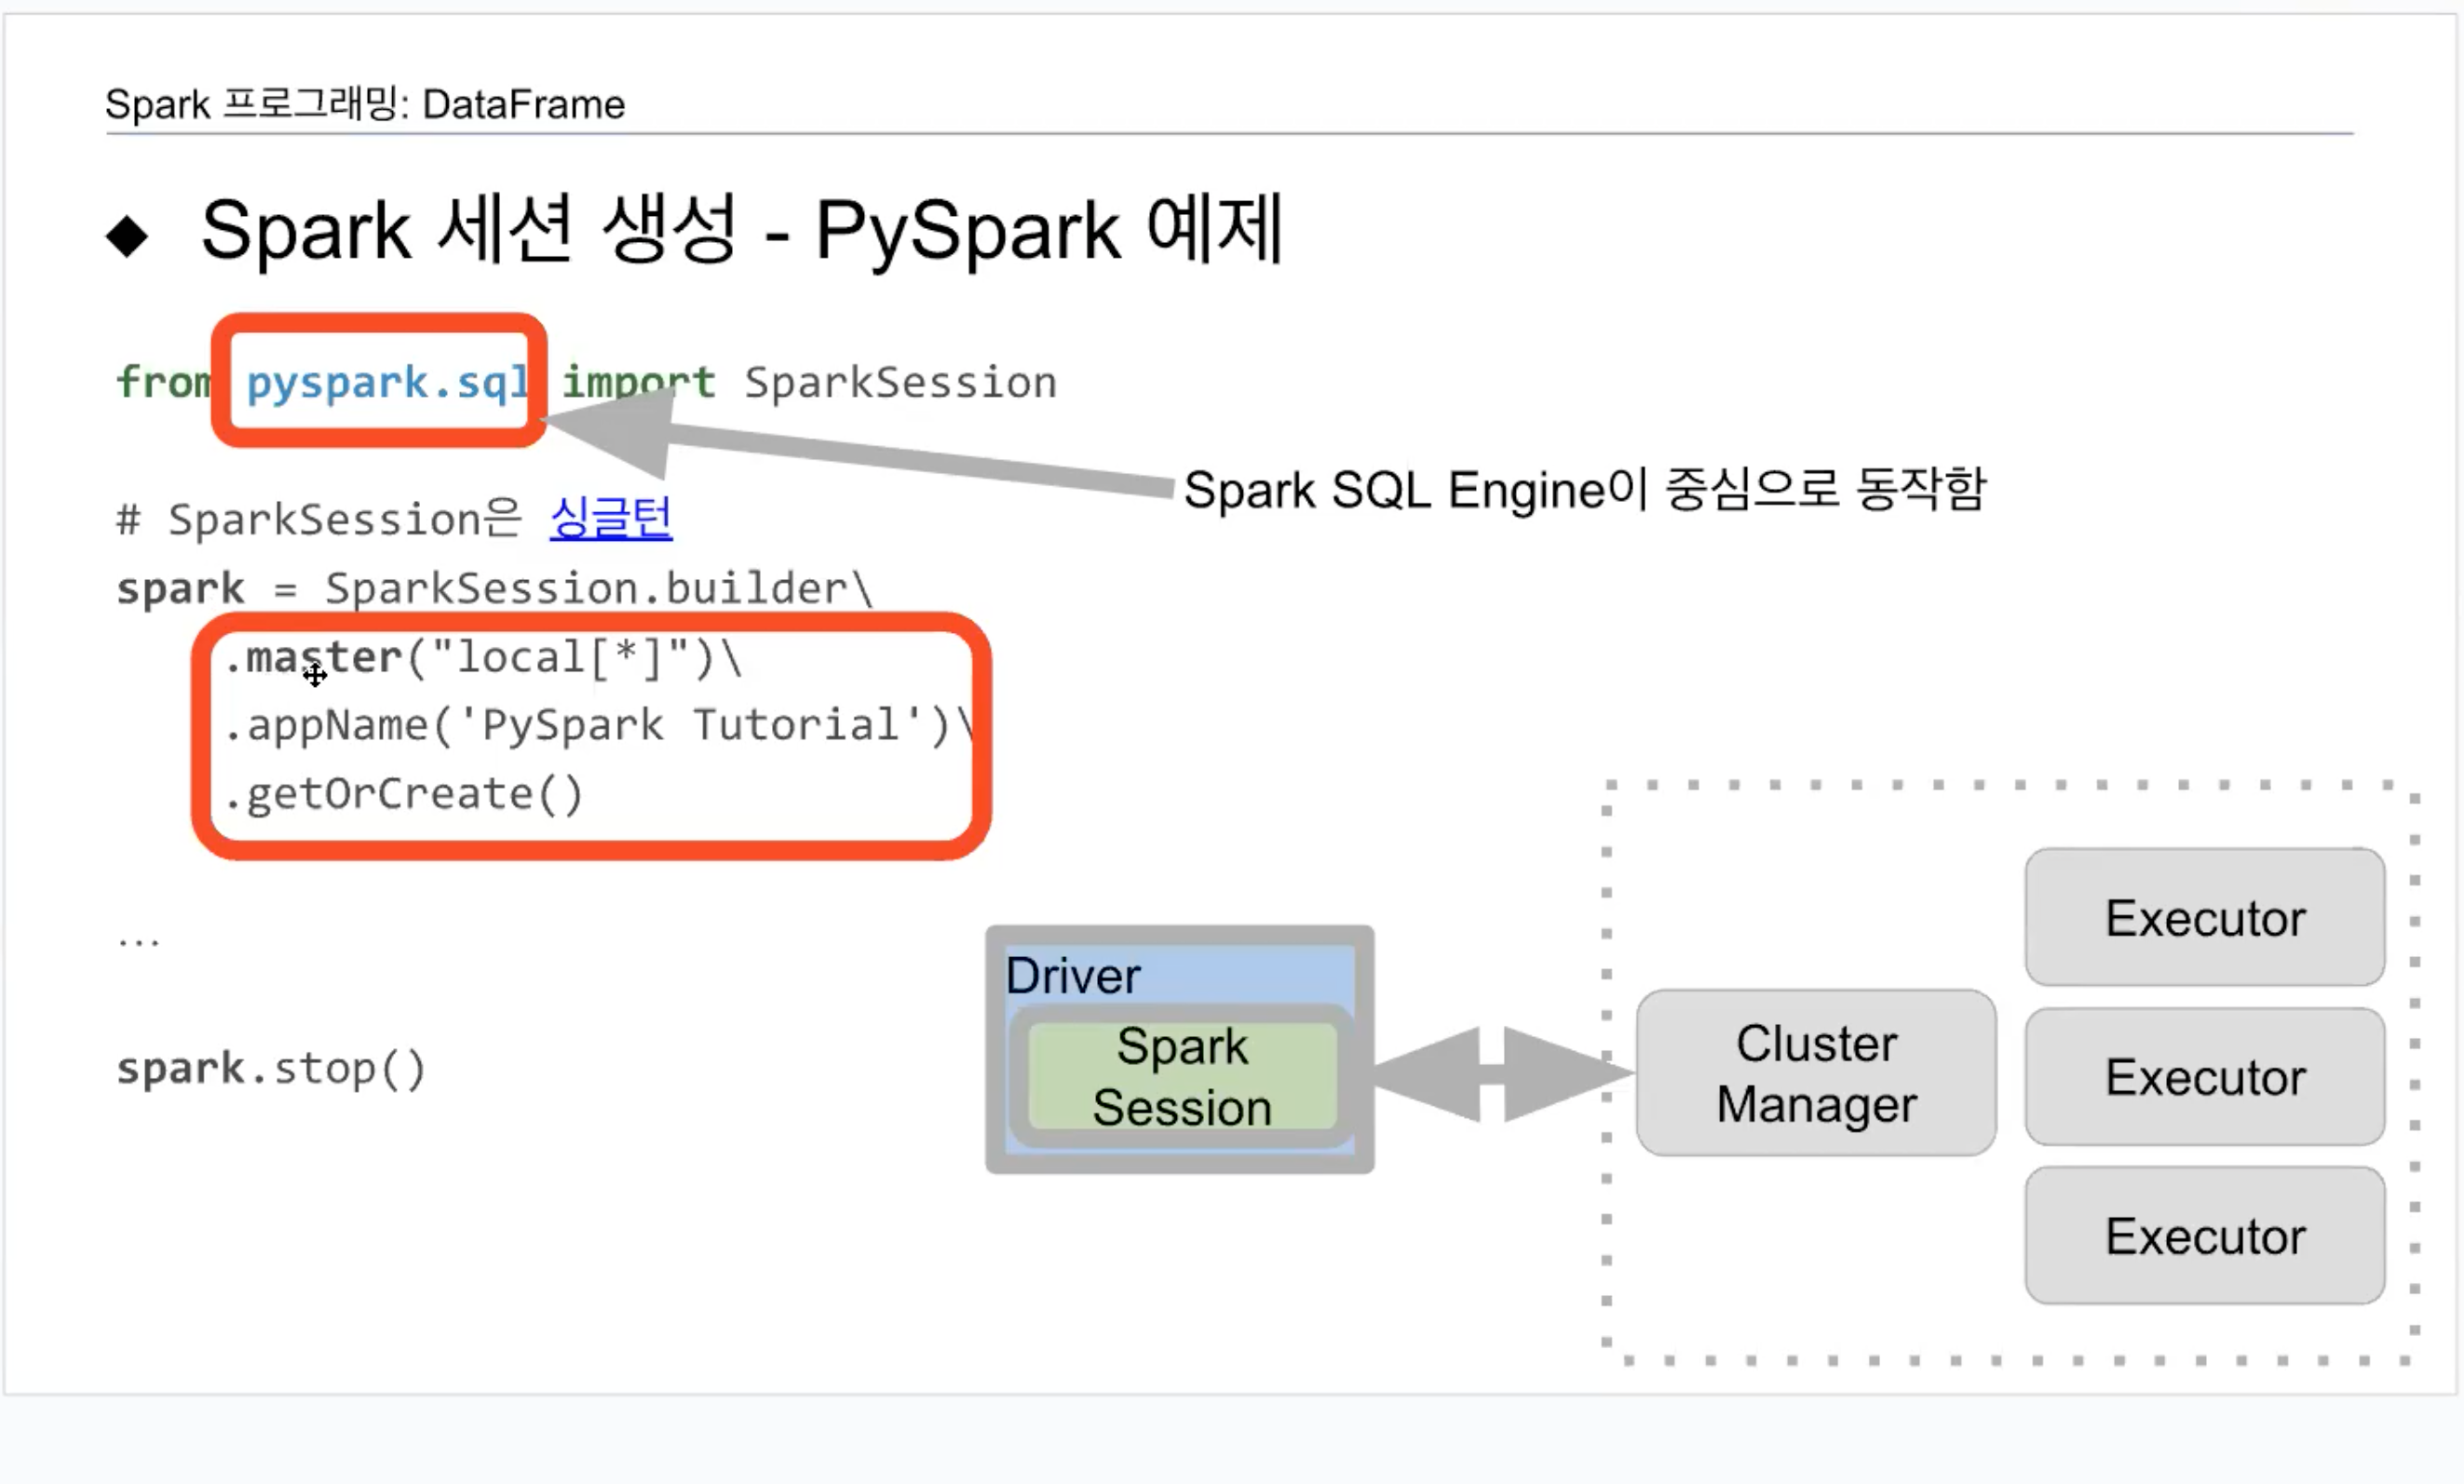 Spark 프로그래밍: DataFrame
◆ Spark 세션 생성 - PySpark 예제
from pyspark.sql import SparkSession
Spark SQL Engine이 중심으로 동작함
# SparkSession은 싱글턴
spark = SparkSession.builder\
.master("local[*]")\
.appName('PySpark Tutorial')\
.getOrCreate()
...
spark.stop()
Driver
Spark
Session
Cluster
Manager
Executor
Executor
Executor